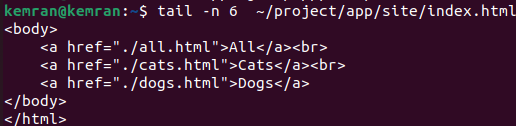 kemran@kemran:~$ tail -n 6  ~/project/app/site/index.html
<body>
    <a href="./all.html">All</a><br>
    <a href="./cats.html">Cats</a><br>
    <a href="./dogs.html">Dogs</a>
</body>
</html>